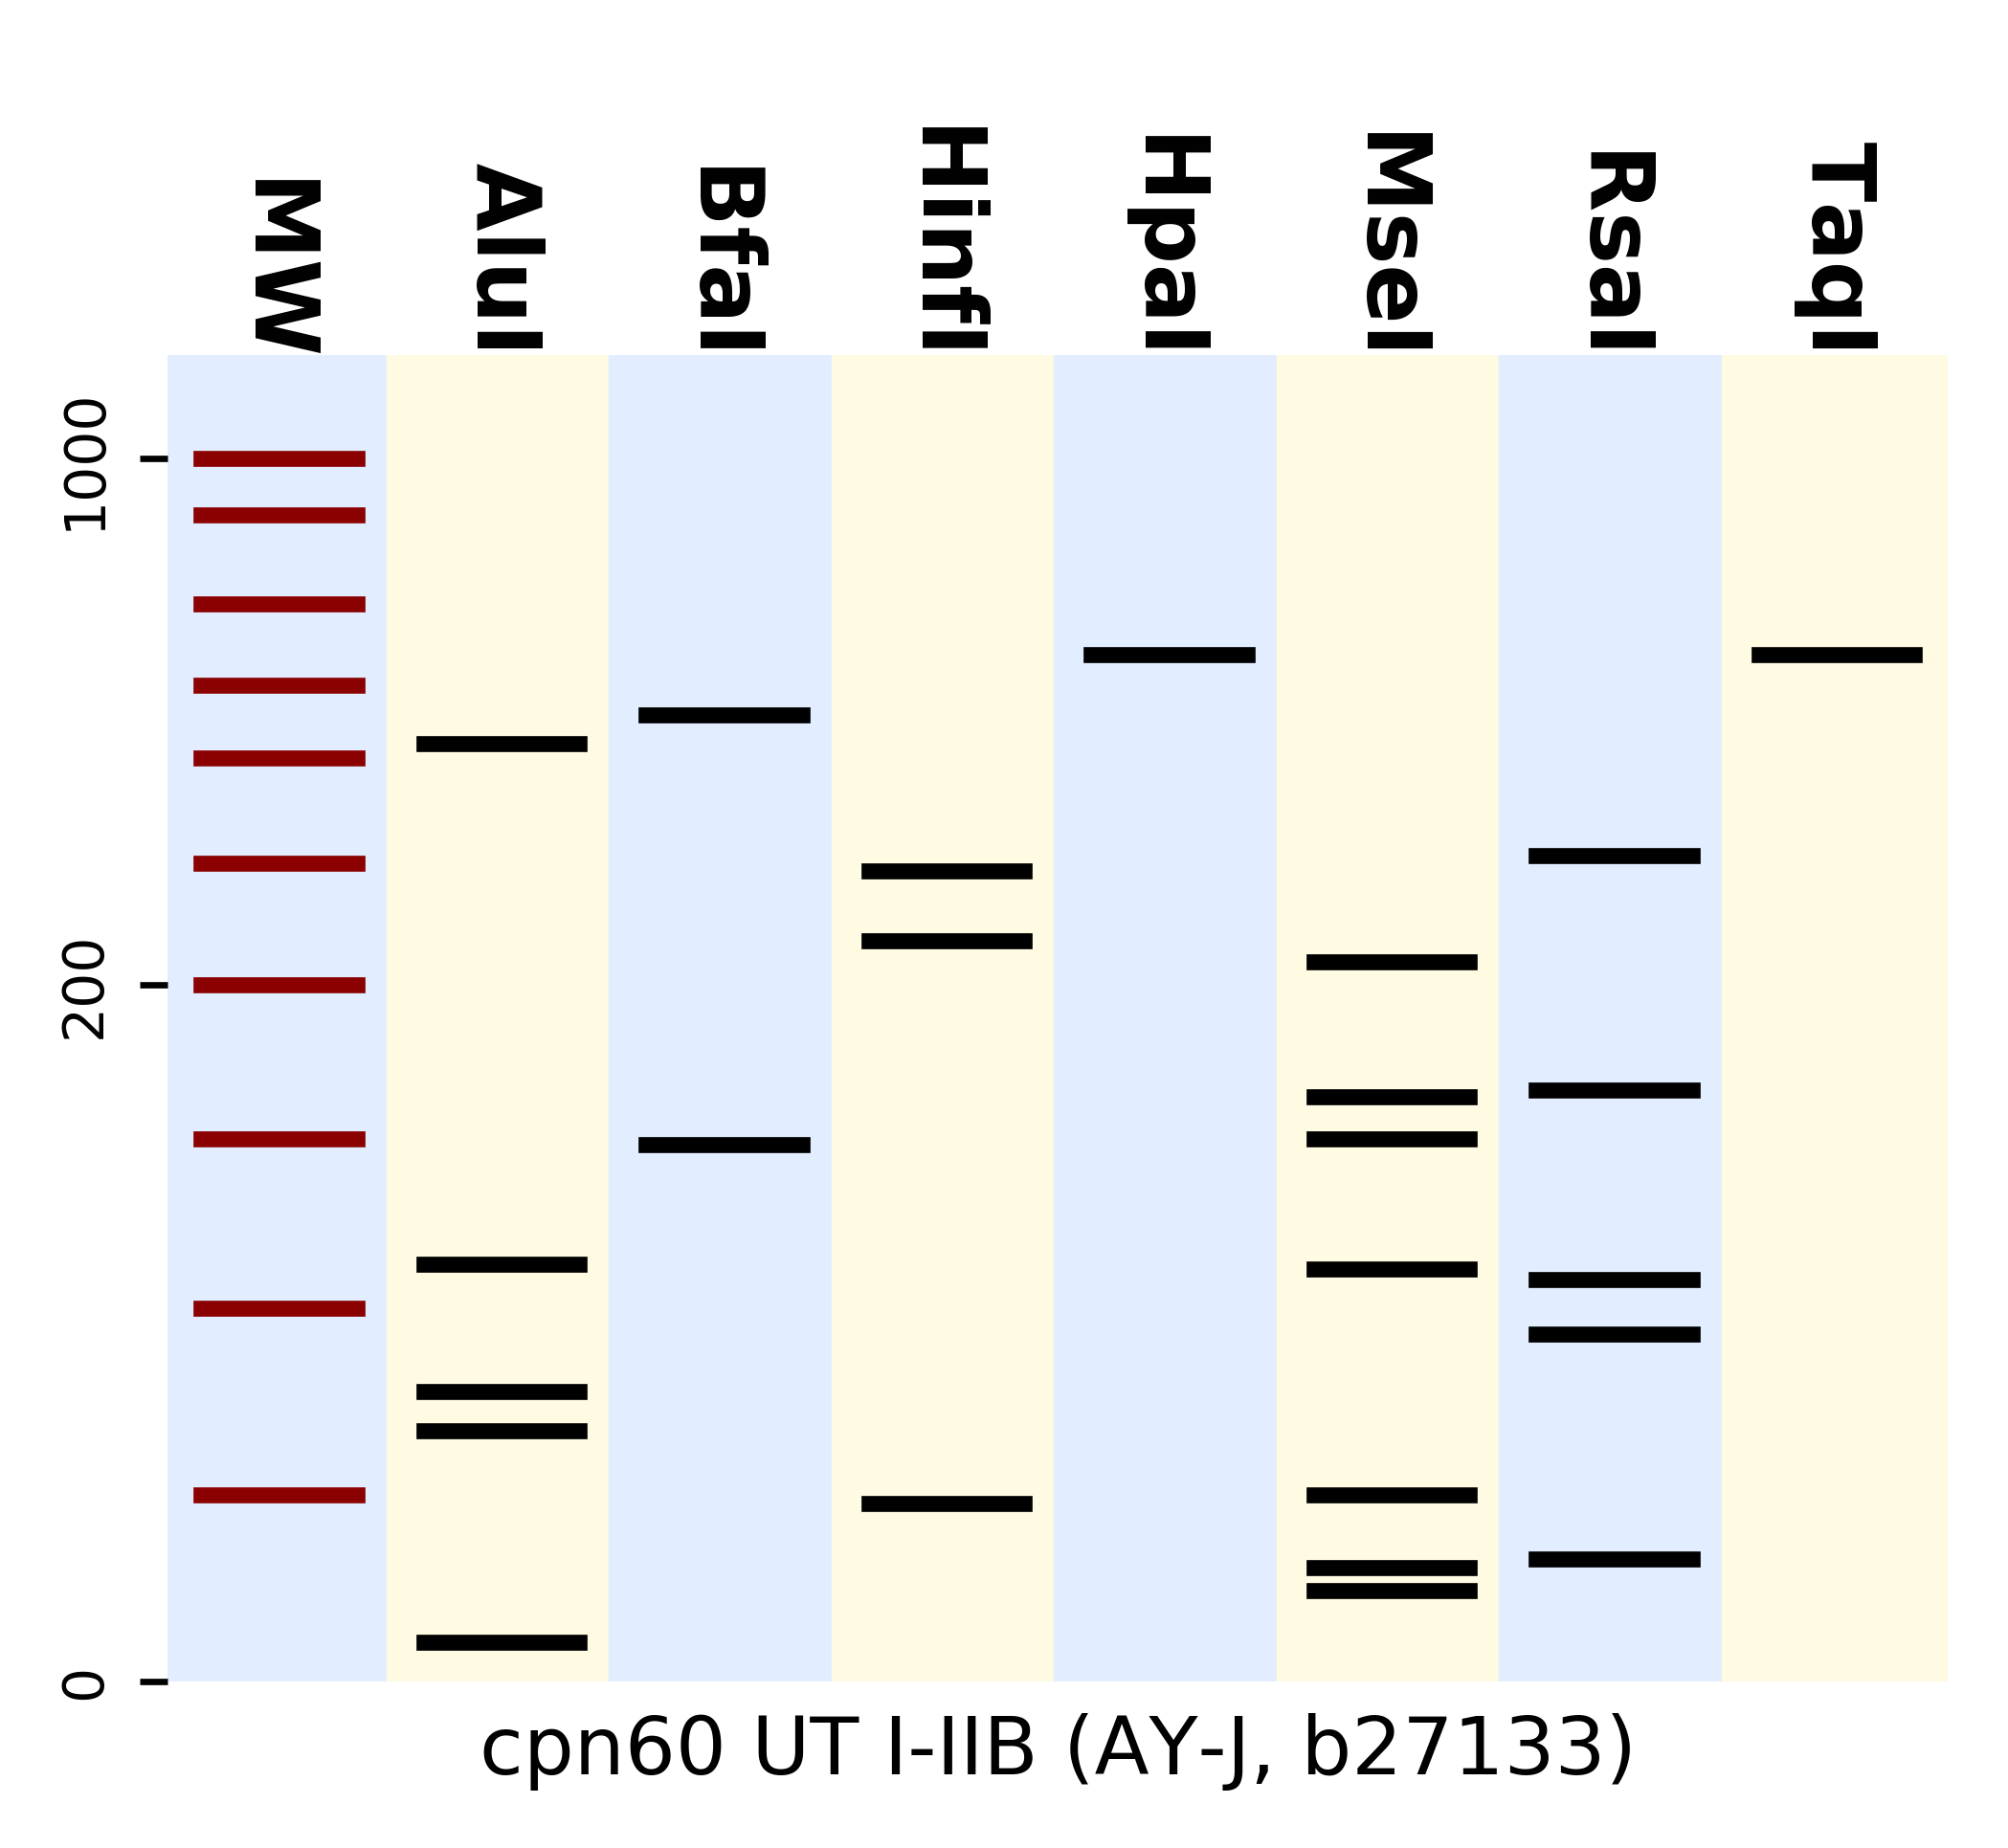 MW
AluI
BfaI
HinfI
HpaI
MseI
RsaI
TaqI
1000
200
0
cpn60 UT I-IIB (AY-J, b27133)